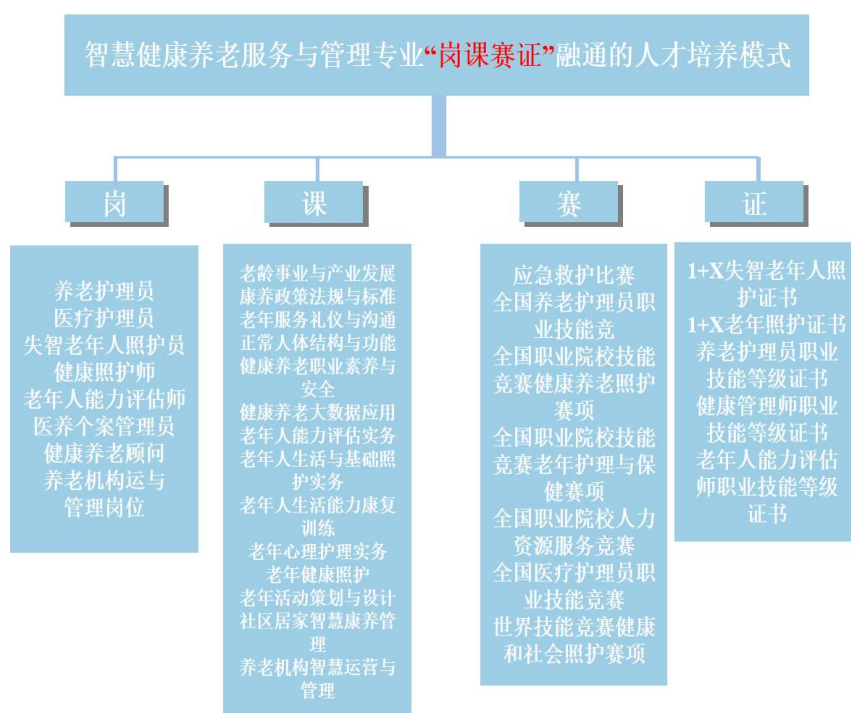 智慧健康养老服务与管理专业“岗课赛证”融通的人才培养模式
岗
养老护理员
医疗护理员
失智老年人照护员
健康照护师
老年人能力评估师
医养个案管理员
健康养老顾问
养老机构运与
管理岗位
课
老龄事业与产业发展
康养政策法规与标准
老年服务礼仪与沟通
正常人体结构与功能
健康养老职业素养与
安全
健康养老大数据应用
老年人能力评估实务
老年人生活与基础照
护实务
老年人生活能力康复
训练
老年心理护理实务
老年健康照护
老年活动策划与设计
社区居家智慧康养管
理
养老机构智慧运营与
管理
赛
应急救护比赛
全国养老护理员职
业技能竞
全国职业院校技能
竞赛健康养老照护
赛项
全国职业院校技能
竞赛老年护理与保
健赛项
全国职业院校人力
资源服务竞赛
全国医疗护理员职
业技能竞赛
世界技能竞赛健康
和社会照护赛项
证
1+X失智老年人照
护证书
1+X老年照护证书
养老护理员职业
技能等级证书
健康管理师职业
技能等级证书
老年人能力评估
师职业技能等级
证书